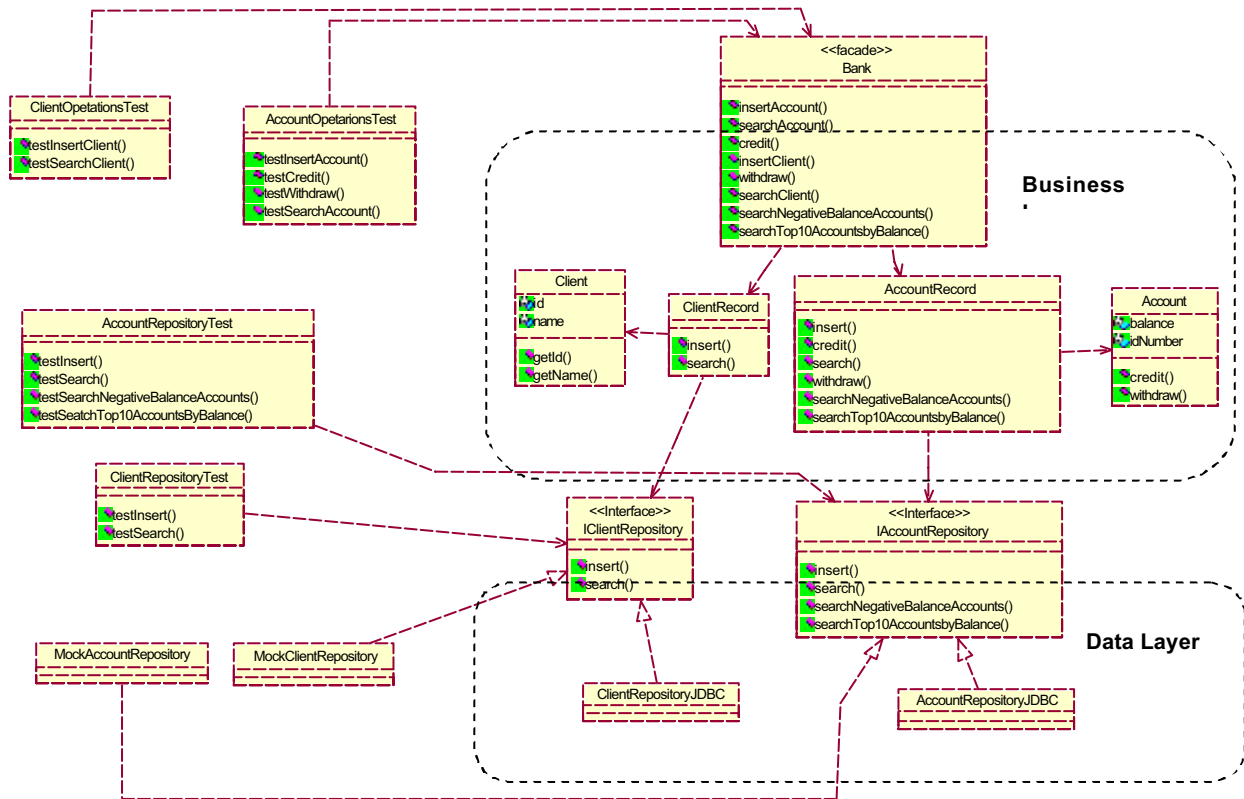 <<facade>>
Bank
insertAccount()
searchAccount()
credit()
insertClient()
withdraw()
searchClient()
searchNegativeBalanceAccounts()
searchTop10AccountsbyBalance()
ClientOpetationsTest
testInsertClient()
testSearchClient()
AccountOpetarionsTest
testInsertAccount()
testCredit()
testWithdraw()
testSearchAccount()
Business
Client
id
name
getId()
getName()
ClientRecord
insert()
search()
AccountRecord
insert()
credit()
search()
withdraw()
searchNegativeBalanceAccounts()
searchTop10AccountsbyBalance()
Account
balance
idNumber
credit()
withdraw()
AccountRepositoryTest
testInsert()
testSearch()
testSearchNegativeBalanceAccounts()
testSeatchTop10AccountsByBalance()
ClientRepositoryTest
testInsert()
testSearch()
<<Interface>>
IClientRepository
insert()
search()
<<Interface>>
IAccountRepository
insert()
search()
searchNegativeBalanceAccounts()
searchTop10AccountsbyBalance()
Data Layer
MockAccountRepository
MockClientRepository
ClientRepositoryJDBC
AccountRepositoryJDBC